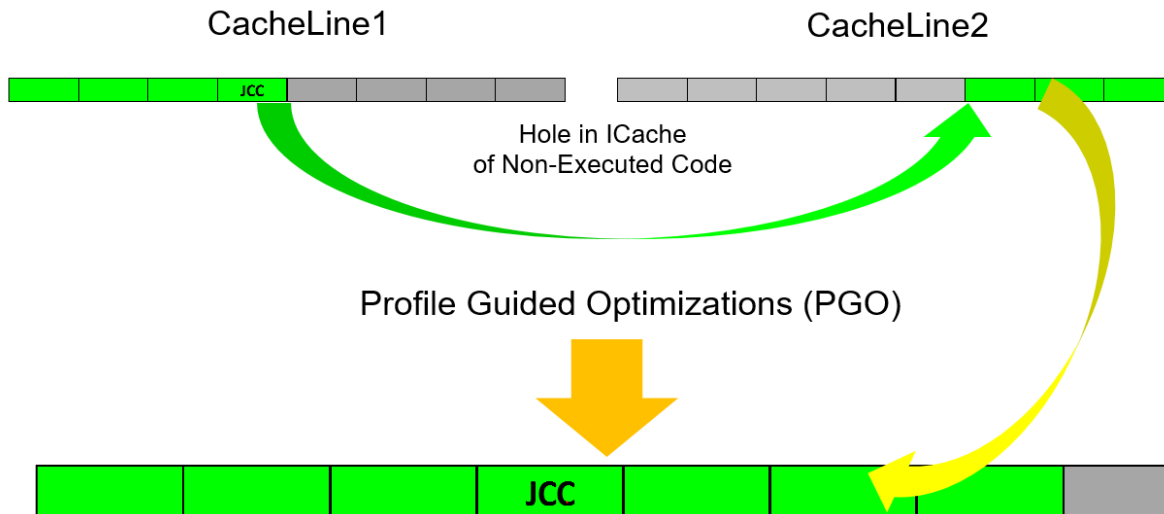 CacheLine1
CacheLine2
JCC
Hole in ICache
of Non-Executed Code
Profile Guided Optimizations (PGO)
JCC